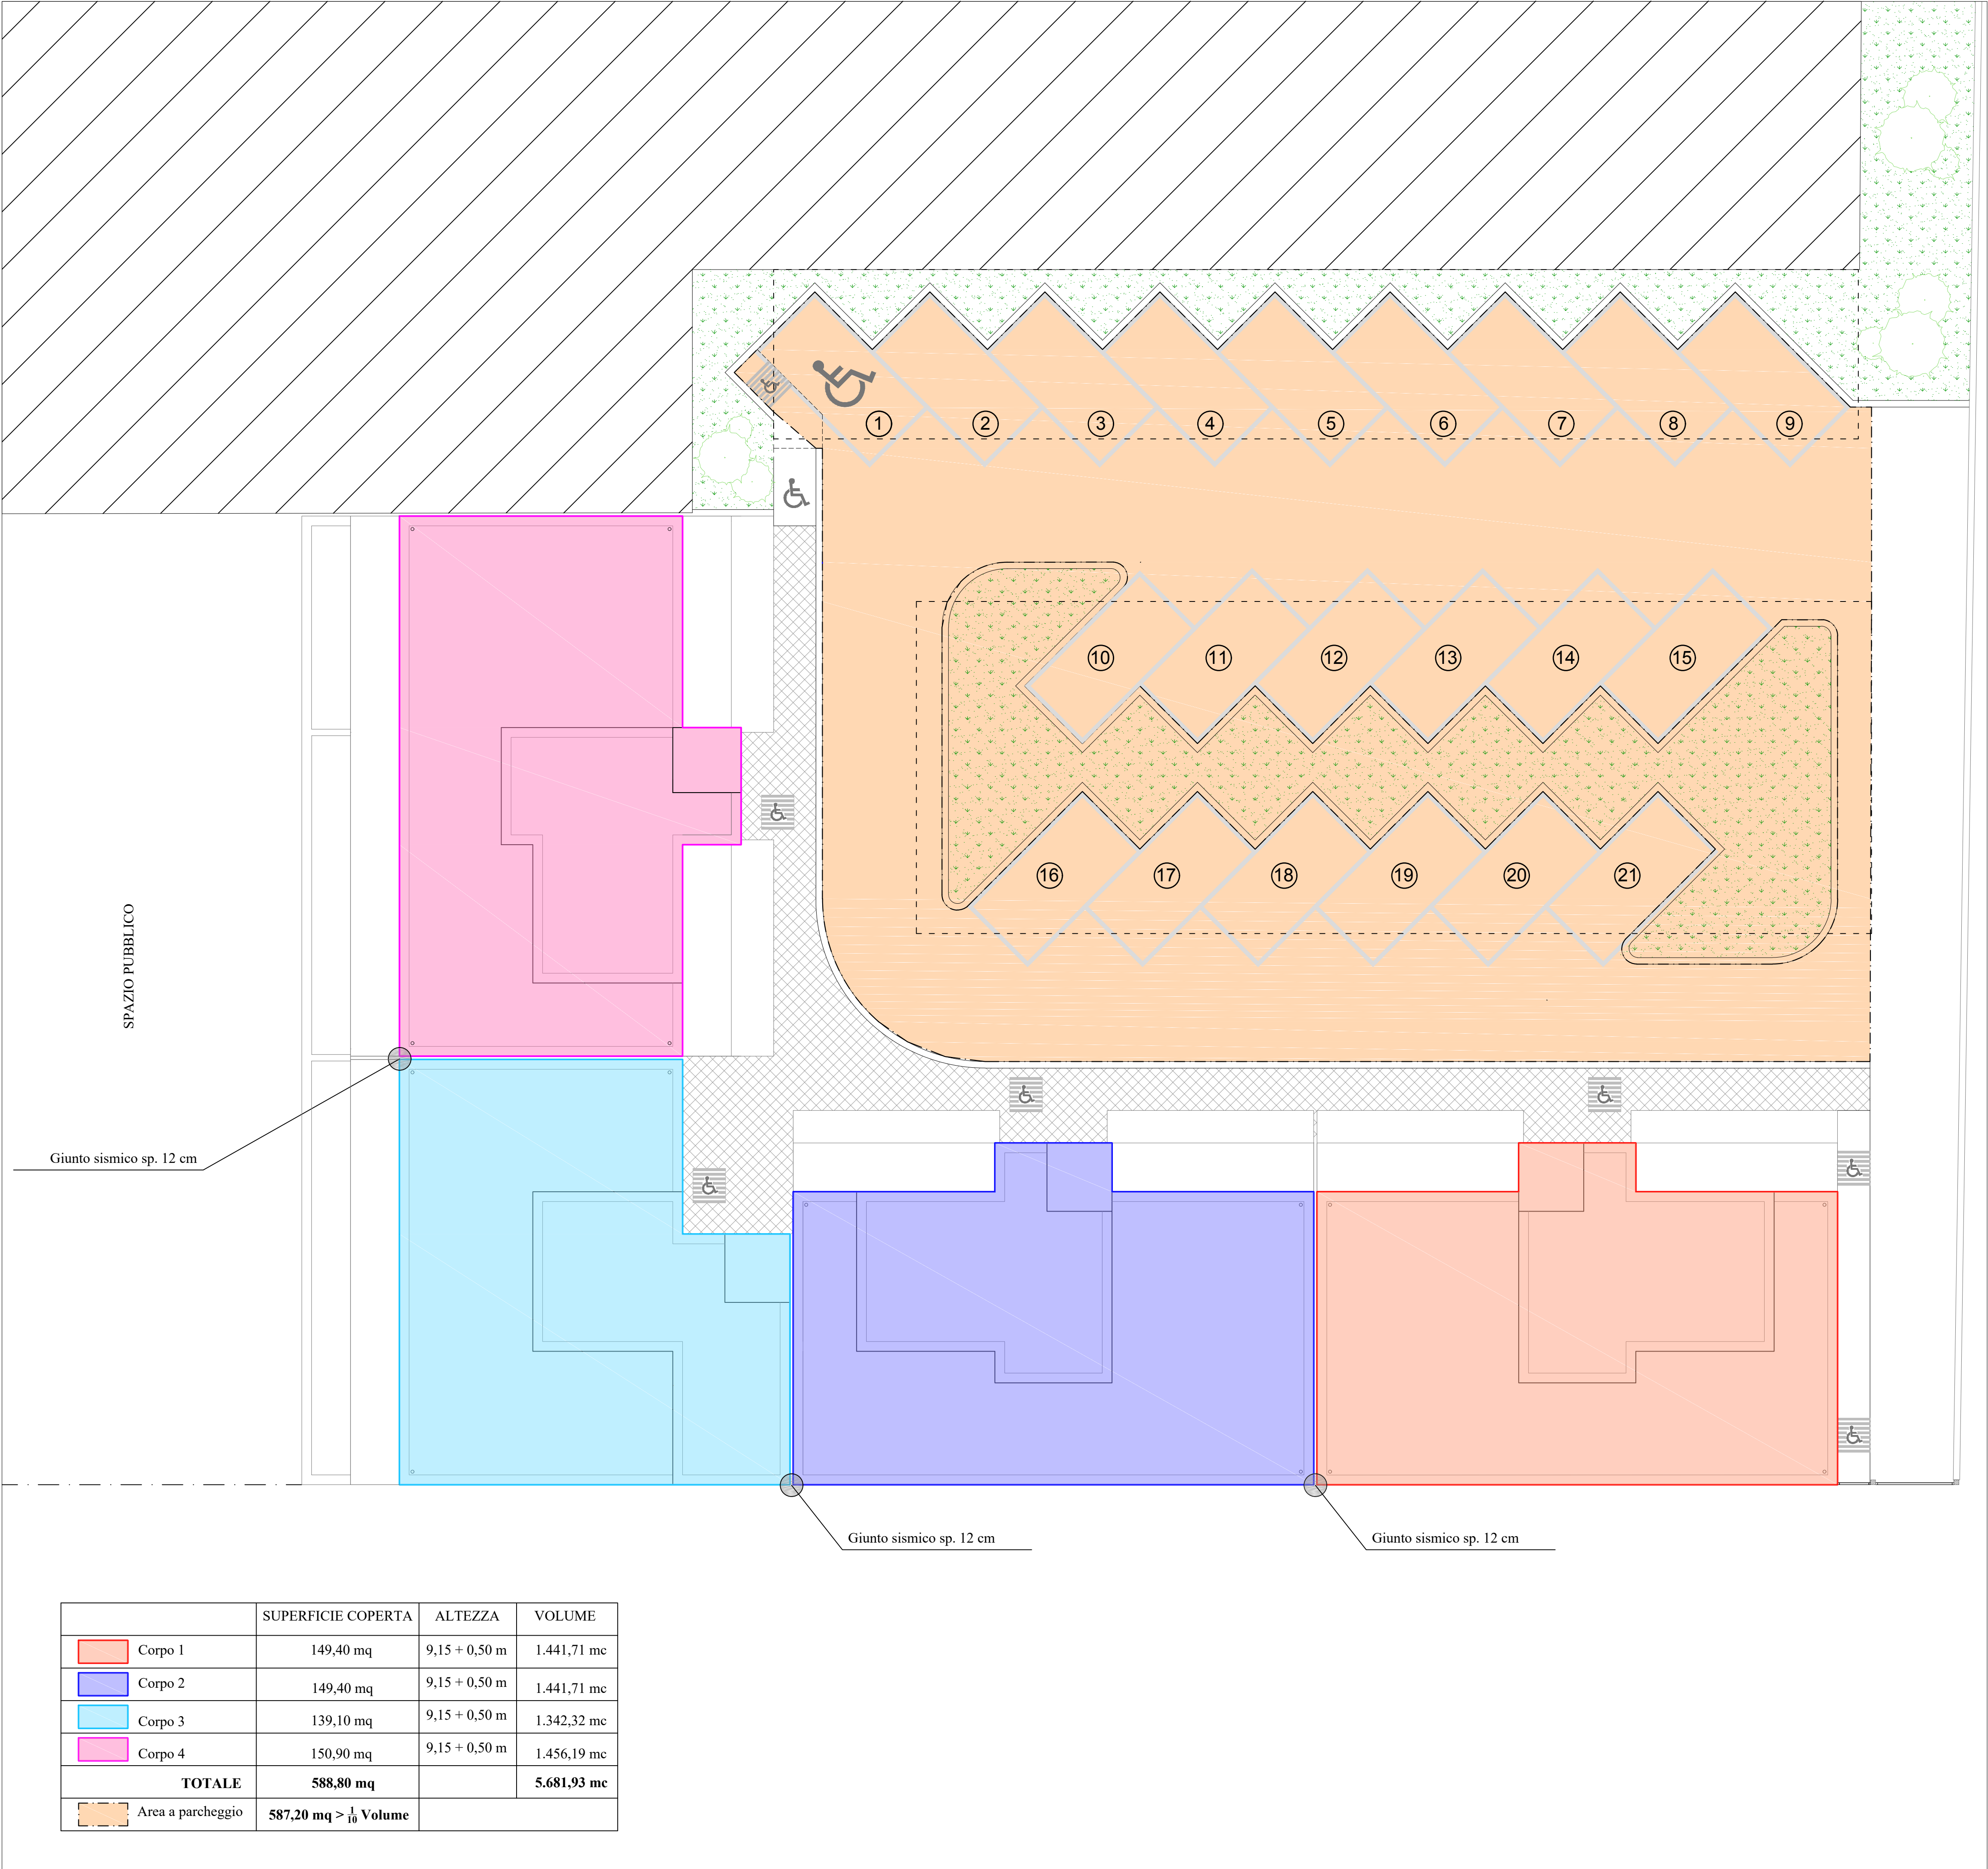 1 2 3 4 5 6 7 8 9
10 11 12 13 14 15
16 17 18 19 20 21
SPAZIO PUBBLICO
Giunto sismico sp. 12 cm
Giunto sismico sp. 12 cm
Giunto sismico sp. 12 cm
SUPERFICIE COPERTA ALTEZZA VOLUME
Corpo 1 149,40 mq 9,15 + 0,50 m 1.441,71 mc
Corpo 2 149,40 mq 9,15 + 0,50 m 1.441,71 mc
Corpo 3 139,10 mq 9,15 + 0,50 m 1.342,32 mc
Corpo 4 150,90 mq 9,15 + 0,50 m 1.456,19 mc
TOTALE 588,80 mq 5.681,93 mc
Area a parcheggio 587,20 mq > 1/10 Volume